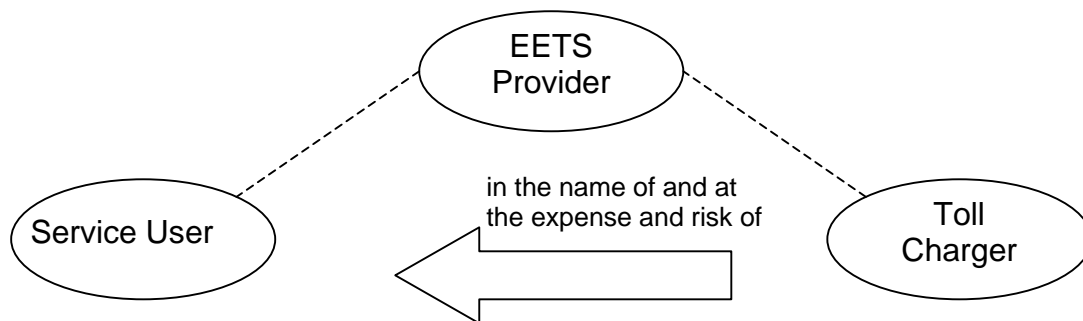 EETS
Provider
in the name of and at
the expense and risk of
Service User
Toll
Charger